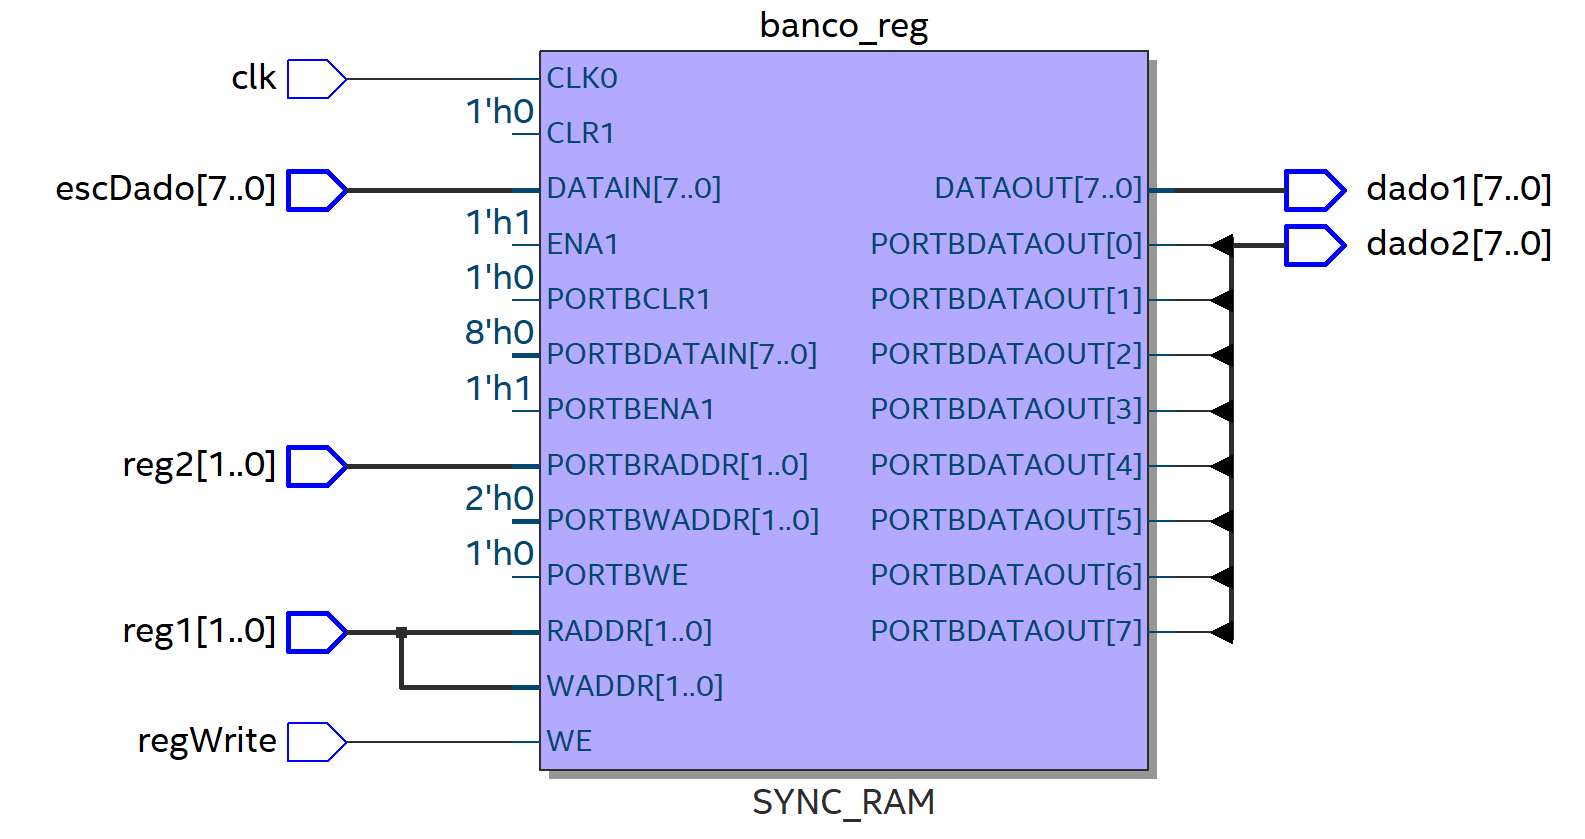 banco_reg
clk
CLK0
1'h0
CLR1
escDado[7..0]
DATAIN[7..0]
DATAOUT[7..0]
dado1[7..0]
1'h1
ENA1
PORTBDATAOUT[0]
dado2[7..0]
1'h0
PORTBCLR1
PORTBDATAOUT[1]
8'h0
PORTBDATAIN[7..0]
PORTBDATAOUT[2]
1'h1
PORTBENA1
PORTBDATAOUT[3]
reg2[1..0]
PORTBRADDR[1..0]
PORTBDATAOUT[4]
2'h0
PORTBWADDR[1..0]
PORTBDATAOUT[5]
1'h0
PORTBWE
PORTBDATAOUT[6]
reg1[1..0]
RADDR[1..0]
PORTBDATAOUT[7]
WADDR[1..0]
regWrite
WE
SYNC_RAM